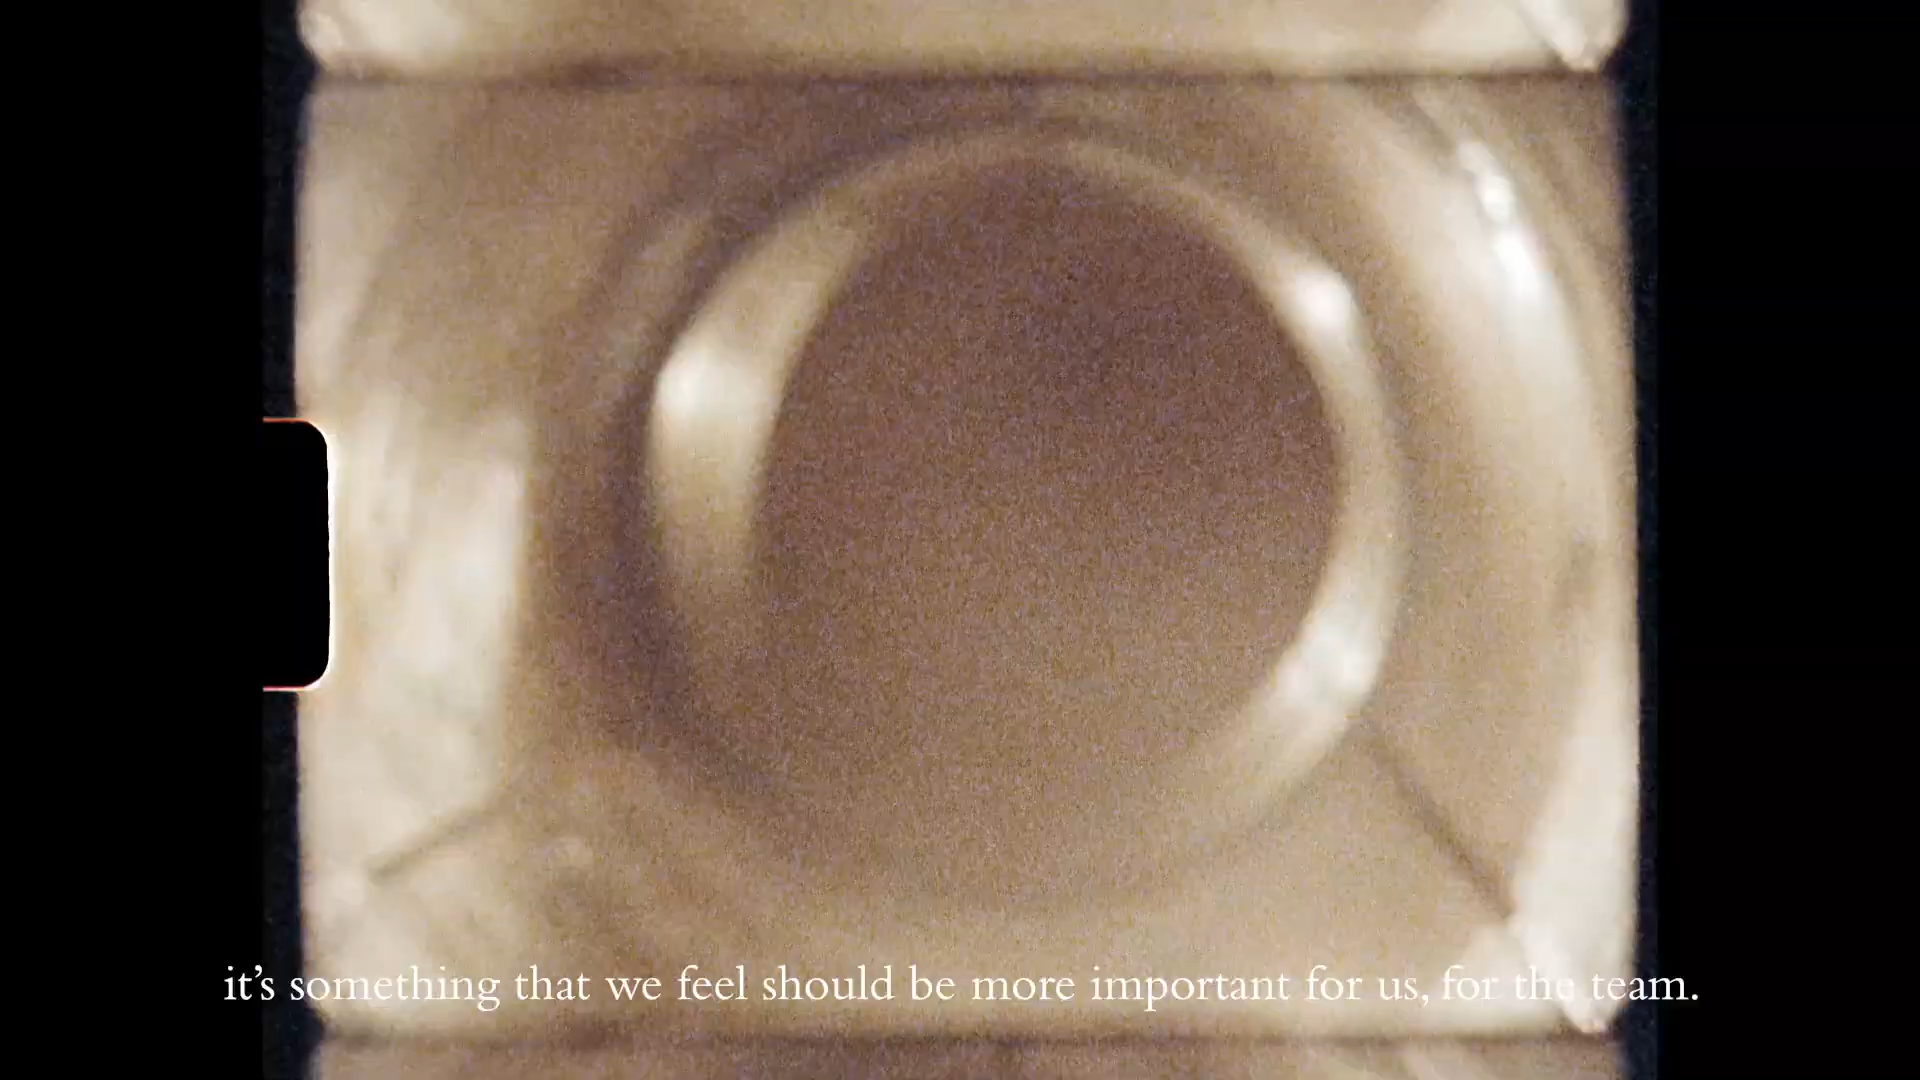 it’s something that we feel should be more important for us, for the team.